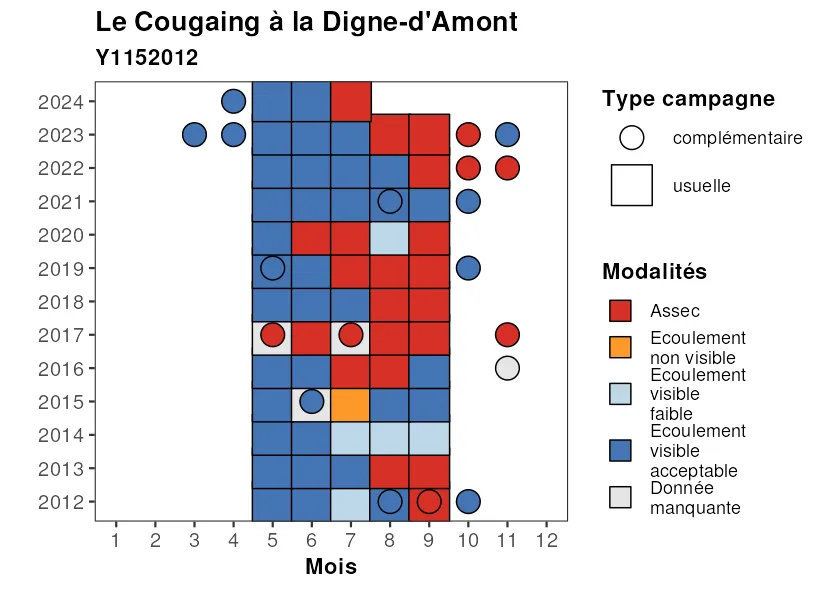 Le Cougaing à la Digne-d'Amont
Y1152012
2024
2023
2022
2021
2020
2019
2018
2017
2016
2015
2014
2013
2012
1 2 3 4 5 6 7 8 9 10 11 12
Mois
Type campagne
complémentaire
usuelle
Modalités
Assec
Ecoulement
non visible
Ecoulement
visible
faible
Ecoulement
visible
acceptable
Donnée
manquante